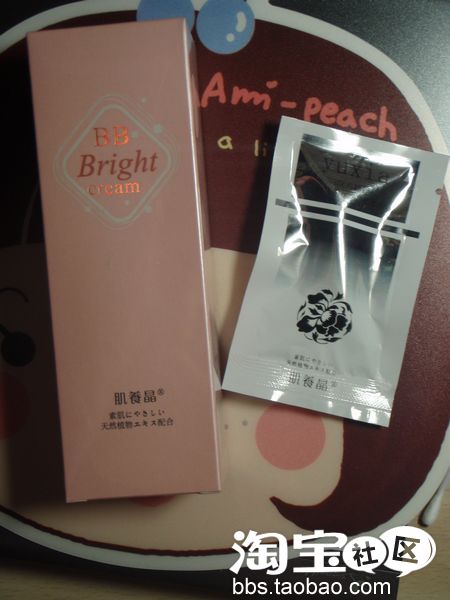 Ami-peach
a li
BB
Bright
cream
肌養晶®
素肌にやさしい
天然植物エキス配合
yuxia
素肌にやさしい
天然植物エキス配合
肌養晶®
淘宝社区
bbs.taobao.com